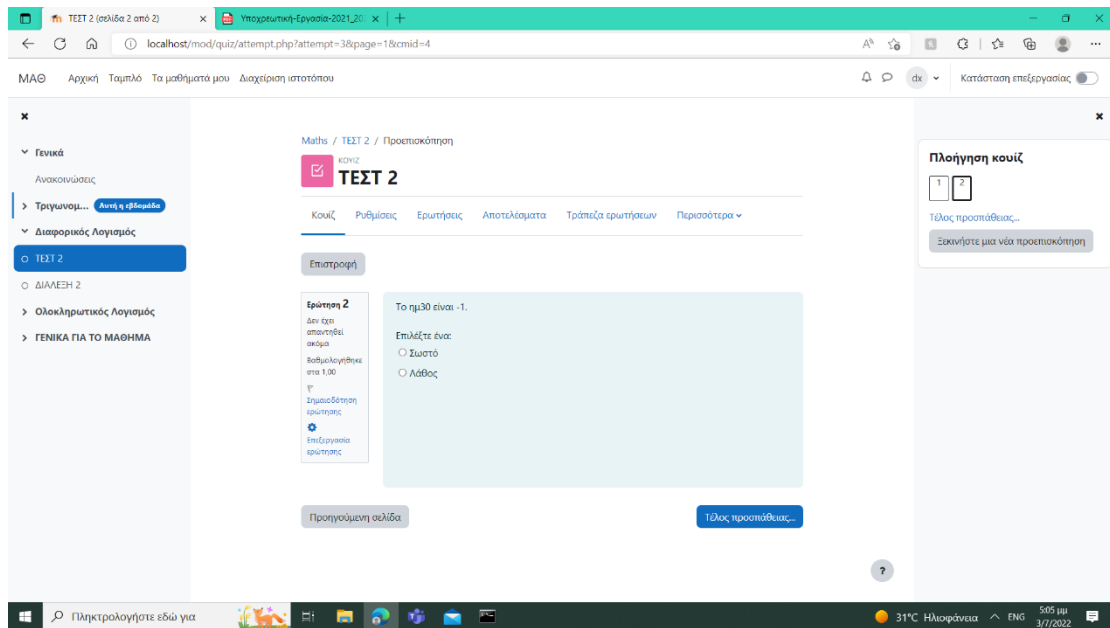 ΤΕΣΤ 2 (σελίδα 2 από 2)
Υποχρεωτική-Εργασία-2021_20
localhost/mod/quiz/attempt.php?attempt=3&page=1&cmid=4
ΜΑΘ Αρχική Ταμπλό Τα μαθήματά μου Διαχείριση ιστοτόπου
dx Κατάσταση επεξεργασίας
Γενικά
Ανακοινώσεις
Τριγωνομ... Αυτή η εβδομάδα
Διαφορικός Λογισμός
ΤΕΣΤ 2
ΔΙΑΛΕΞΗ 2
Ολοκληρωτικός Λογισμός
ΓΕΝΙΚΑ ΓΙΑ ΤΟ ΜΑΘΗΜΑ
Maths / ΤΕΣΤ 2 / Προεπισκόπηση
ΚΟΥΙΖ
ΤΕΣΤ 2
Κουίζ Ρυθμίσεις Ερωτήσεις Αποτελέσματα Τράπεζα ερωτήσεων Περισσότερα
Επιστροφή
Ερώτηση 2
Δεν έχει
απαντηθεί
ακόμα
Βαθμολογήθηκε
στα 1,00
Σημαιοδότηση
ερώτησης
Επεξεργασία
ερώτησης
Το ημ30 είναι -1.
Επιλέξτε ένα:
Σωστό
Λάθος
Προηγούμενη σελίδα
Τέλος προσπάθειας...
Πλοήγηση κουίζ
1 2
Τέλος προσπάθειας...
Ξεκινήστε μια νέα προεπισκόπηση
?
Πληκτρολογήστε εδώ για
31°C Ηλιοφάνεια ENG
5:05 μμ
3/7/2022